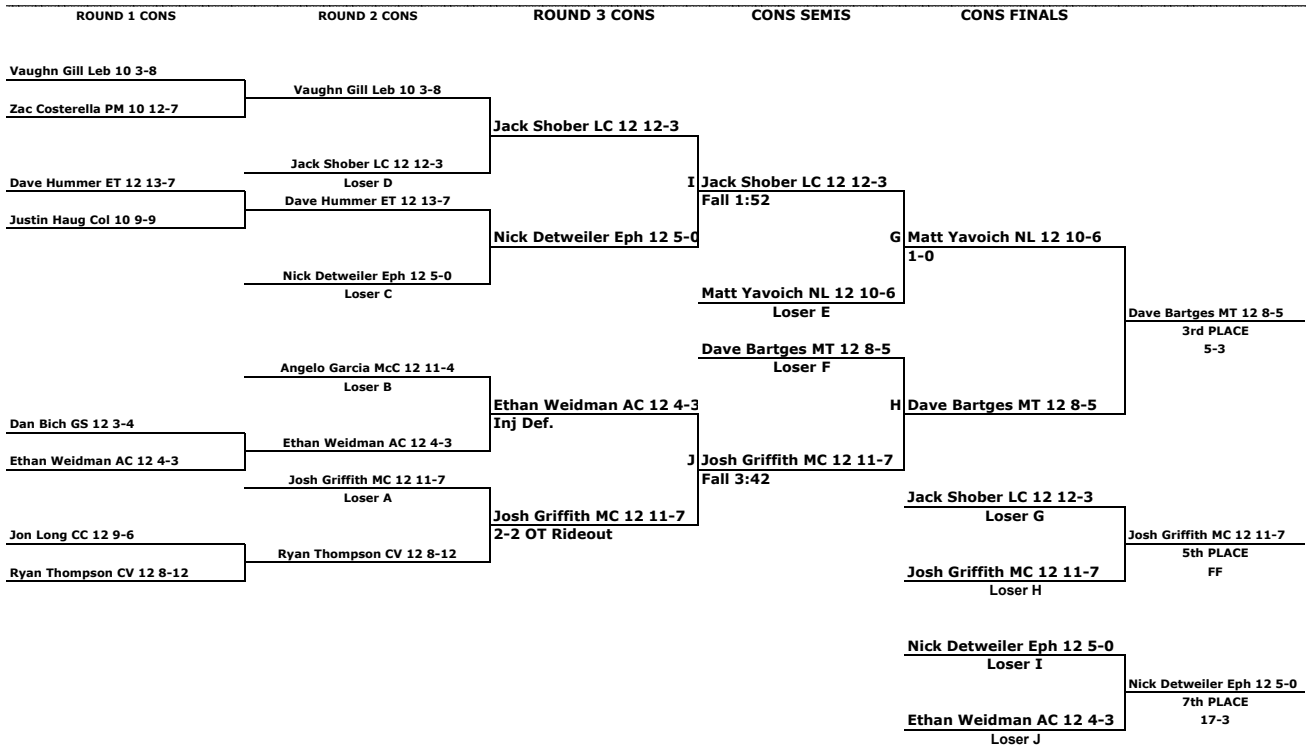 ROUND 1 CONS
ROUND 2 CONS
ROUND 3 CONS
CONS SEMIS
CONS FINALS
Vaughn Gill Leb 10 3-8
Zac Costerella PM 10 12-7
Dave Hummer ET 12 13-7
Justin Haug Col 10 9-9
Dan Bich GS 12 3-4
Ethan Weidman AC 12 4-3
Jon Long CC 12 9-6
Ryan Thompson CV 12 8-12
Vaughn Gill Leb 10 3-8
Jack Shober LC 12 12-3
Loser D
Dave Hummer ET 12 13-7
Nick Detweiler Eph 12 5-0
Loser C
Angelo Garcia McC 12 11-4
Loser B
Ethan Weidman AC 12 4-3
Josh Griffith MC 12 11-7
Loser A
Ryan Thompson CV 12 8-12
Jack Shober LC 12 12-3
Nick Detweiler Eph 12 5-0
Ethan Weidman AC 12 4-3
Inj Def.
Josh Griffith MC 12 11-7
2-2 OT Rideout
I Jack Shober LC 12 12-3
Fall 1:52
Matt Yavoich NL 12 10-6
Loser E
Dave Bartges MT 12 8-5
Loser F
J Josh Griffith MC 12 11-7
Fall 3:42
G Matt Yavoich NL 12 10-6
1-0
H Dave Bartges MT 12 8-5
Dave Bartges MT 12 8-5
3rd PLACE
5-3
Jack Shober LC 12 12-3
Loser G
Josh Griffith MC 12 11-7
Loser H
Josh Griffith MC 12 11-7
5th PLACE
FF
Nick Detweiler Eph 12 5-0
Loser I
Ethan Weidman AC 12 4-3
Loser J
Nick Detweiler Eph 12 5-0
7th PLACE
17-3